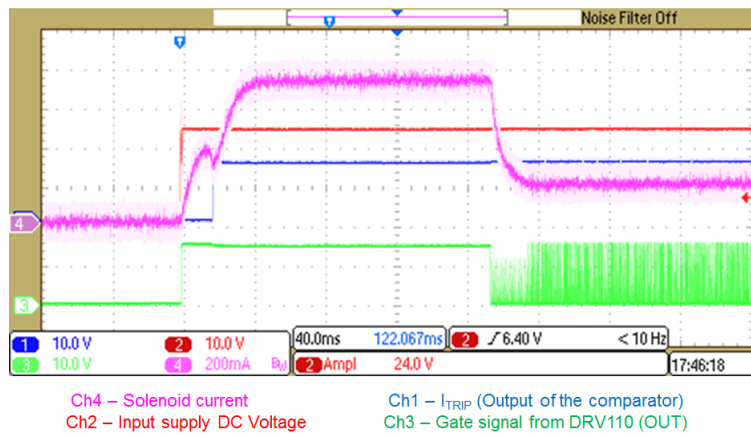 Noise Filter Off
4
3
1 10.0 V 2 10.0 V 40.0ms 122.067ms 2 6.40 V < 10 Hz
3 10.0 V 4 200mA BW 2 Ampl 24.0 V 17:46:18
Ch4 – Solenoid current Ch1 – ITRIP (Output of the comparator)
Ch2 – Input supply DC Voltage Ch3 – Gate signal from DRV110 (OUT)